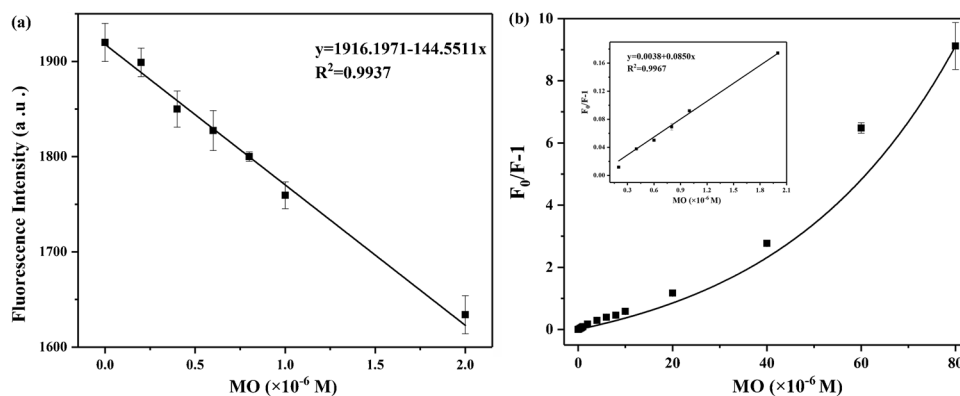 (a)
y=1916.1971-144.5511x
R²=0.9937
Fluorescence Intensity (a .u.)
1900
1800
1700
1600
0.0 0.5 1.0 1.5 2.0
MO (×10⁻⁶ M)
(b)
F₀/F-1
10
8
6
4
2
0
0 20 40 60 80
MO (×10⁻⁶ M)
y=0.0038+0.0850x
R²=0.9967
F₀/F-1
0.16
0.12
0.08
0.04
0.00
0.3 0.6 0.9 1.2 1.5 1.8 2.1
MO (×10⁻⁶ M)